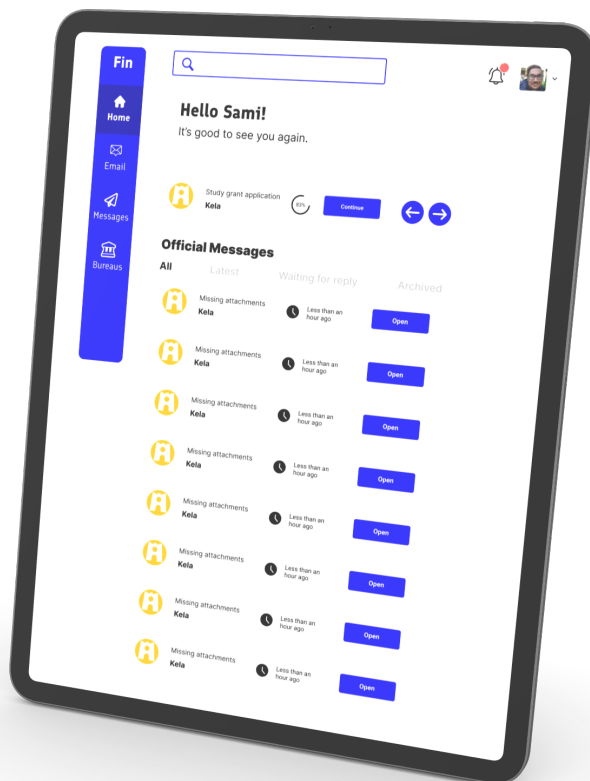 Fin
Home
Email
Messages
Bureaus
Hello Sami!
It's good to see you again.
Study grant application
Kela
82%
Continue
Official Messages
All
Latest
Waiting for reply
Archived
Missing attachments
Kela
Less than an
hour ago
Open
Missing attachments
Kela
Less than an
hour ago
Open
Missing attachments
Kela
Less than an
hour ago
Open
Missing attachments
Kela
Less than an
hour ago
Open
Missing attachments
Kela
Less than an
hour ago
Open
Missing attachments
Kela
Less than an
hour ago
Open
Missing attachments
Kela
Less than an
hour ago
Open
Missing attachments
Kela
Less than an
hour ago
Open